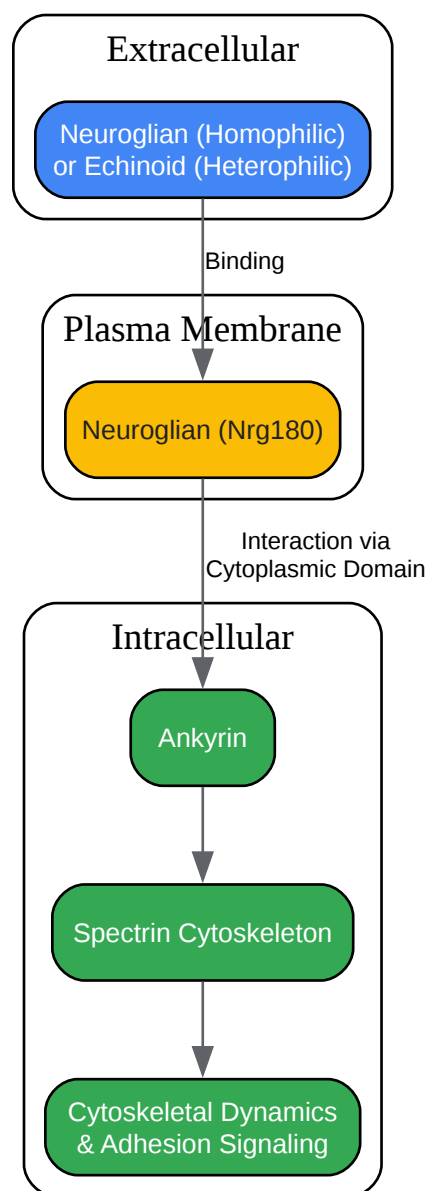 Extracellular
Neuroglian (Homophilic)
or Echinoid (Heterophilic)
Binding
Plasma Membrane
Neuroglian (Nrg180)
Interaction via
Cytoplasmic Domain
Intracellular
Ankyrin
Spectrin Cytoskeleton
Cytoskeletal Dynamics
& Adhesion Signaling